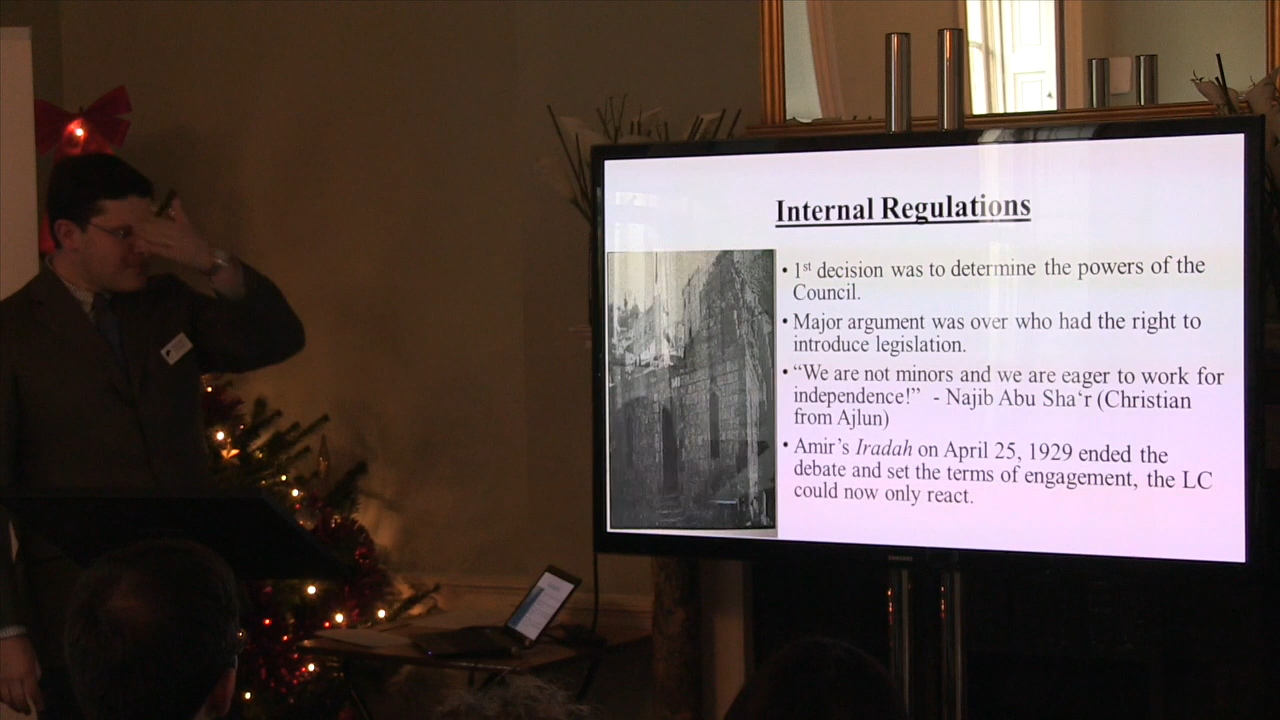 Internal Regulations
• 1st decision was to determine the powers of the
Council.
• Major argument was over who had the right to
introduce legislation.
• “We are not minors and we are eager to work for
independence!” - Najib Abu Sha‘r (Christian
from Ajlun)
• Amir’s Iradah on April 25, 1929 ended the
debate and set the terms of engagement, the LC
could now only react.